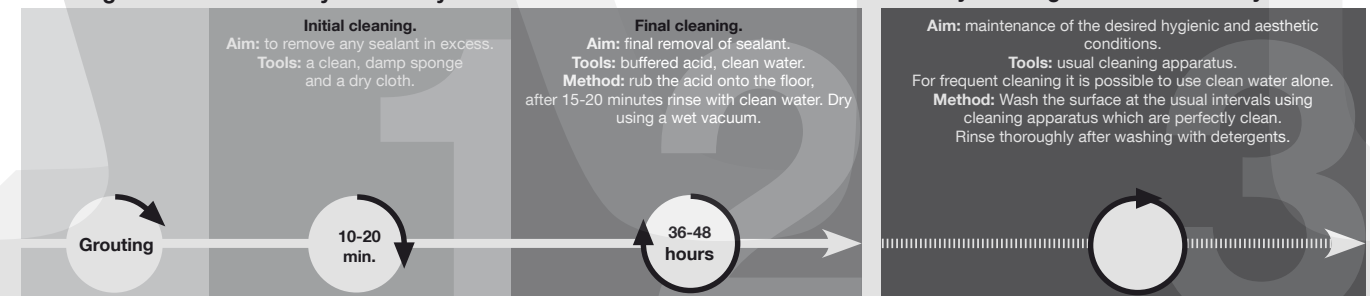 Initial cleaning.
Aim: to remove any sealant in excess.
Tools: a clean, damp sponge
and a dry cloth.
Final cleaning.
Aim: final removal of sealant.
Tools: buffered acid, clean water.
Method: rub the acid onto the floor,
after 15-20 minutes rinse with clean water. Dry
using a wet vacuum.
Aim: maintenance of the desired hygienic and aesthetic
conditions.
Tools: usual cleaning apparatus.
For frequent cleaning it is possible to use clean water alone.
Method: Wash the surface at the usual intervals using
cleaning apparatus which are perfectly clean.
Rinse thoroughly after washing with detergents.
1
2
3
Grouting
10-20
min.
36-48
hours